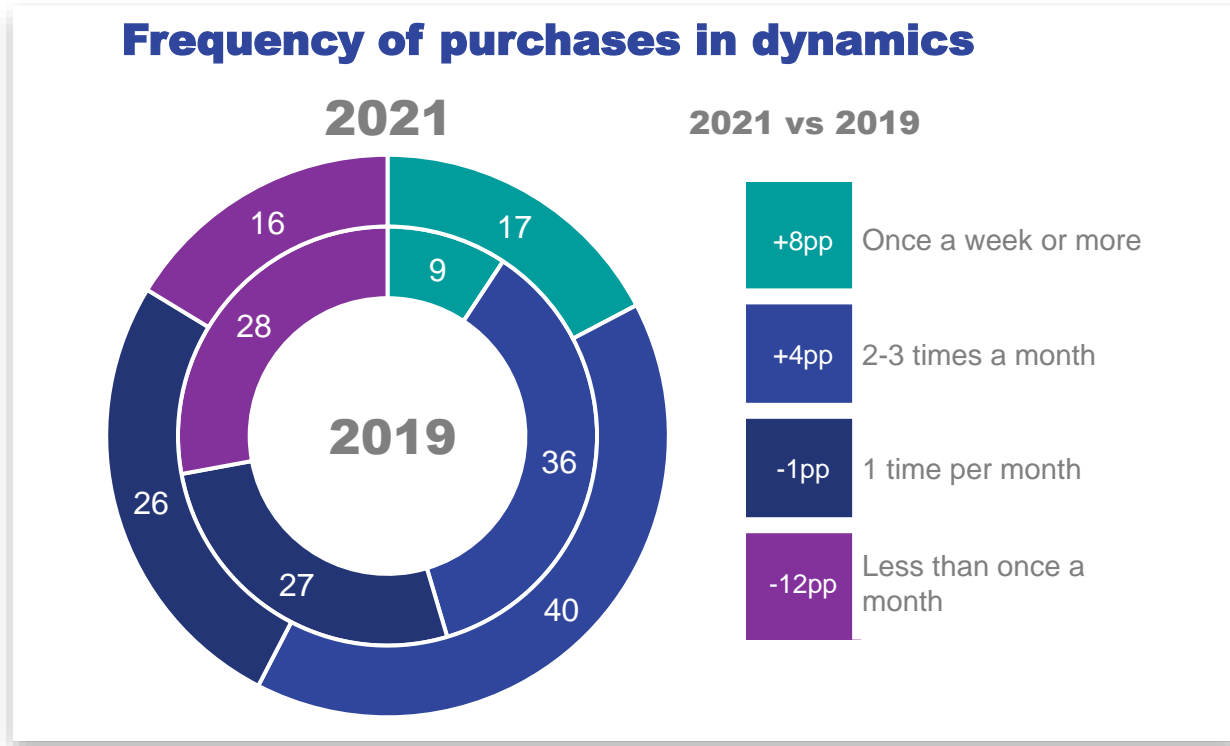 Frequency of purchases in dynamics
2021
2021 vs 2019
16
17
9
28
2019
36
26
27
40
+8pp
Once a week or more
+4pp
2-3 times a month
-1pp
1 time per month
-12pp
Less than once a
month